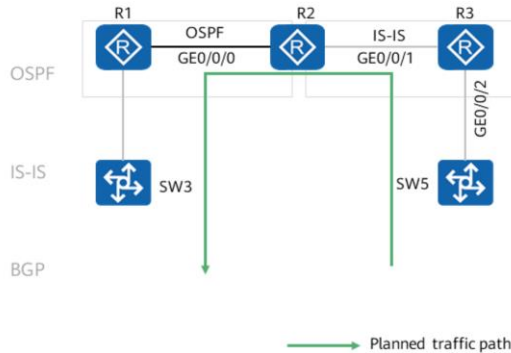 R1 R2 R3
OSPF IS-IS
GE0/0/0 GE0/0/1
OSPF
R R R
GE0/0/2
IS-IS
SW3 SW5
BGP
Planned traffic path